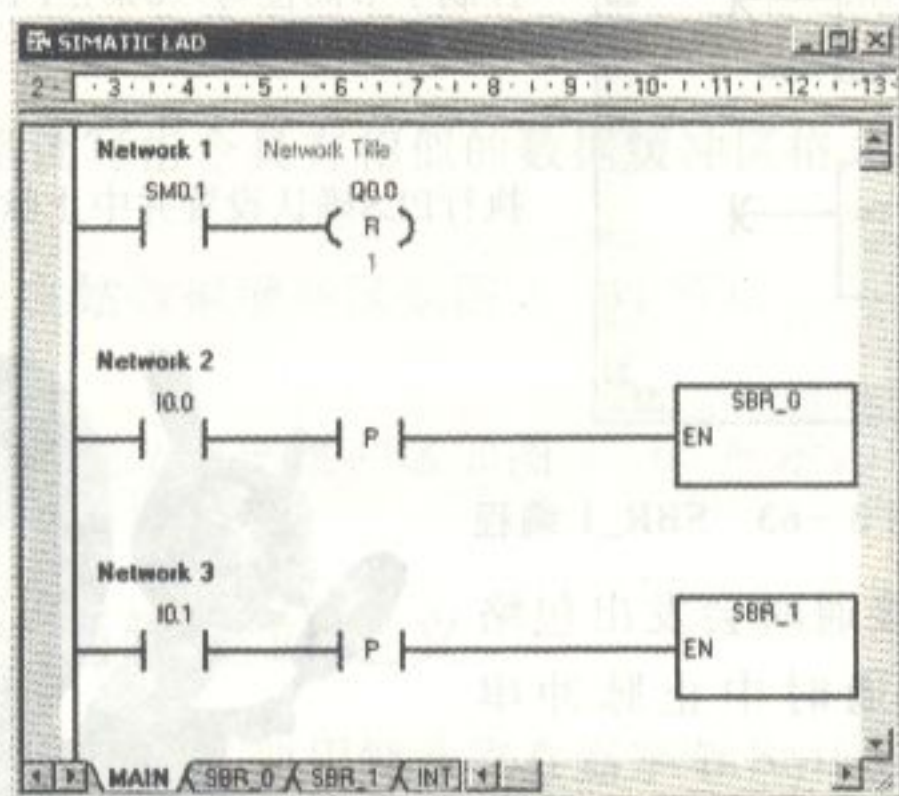 SIMATIC LAD
2 · 3 · ı · 4 · ı · 5 · ı · 6 · ı · 7 · ı · 8 · ı · 9 · ı · 10 · ı · 11 · ı · 12 · ı · 13
Network 1 Network Title
SM0.1 Q0.0
R
1
Network 2
I0.0 SBR_0
P EN
Network 3
I0.1 SBR_1
P EN
MAIN SBR_0 SBR_1 INT